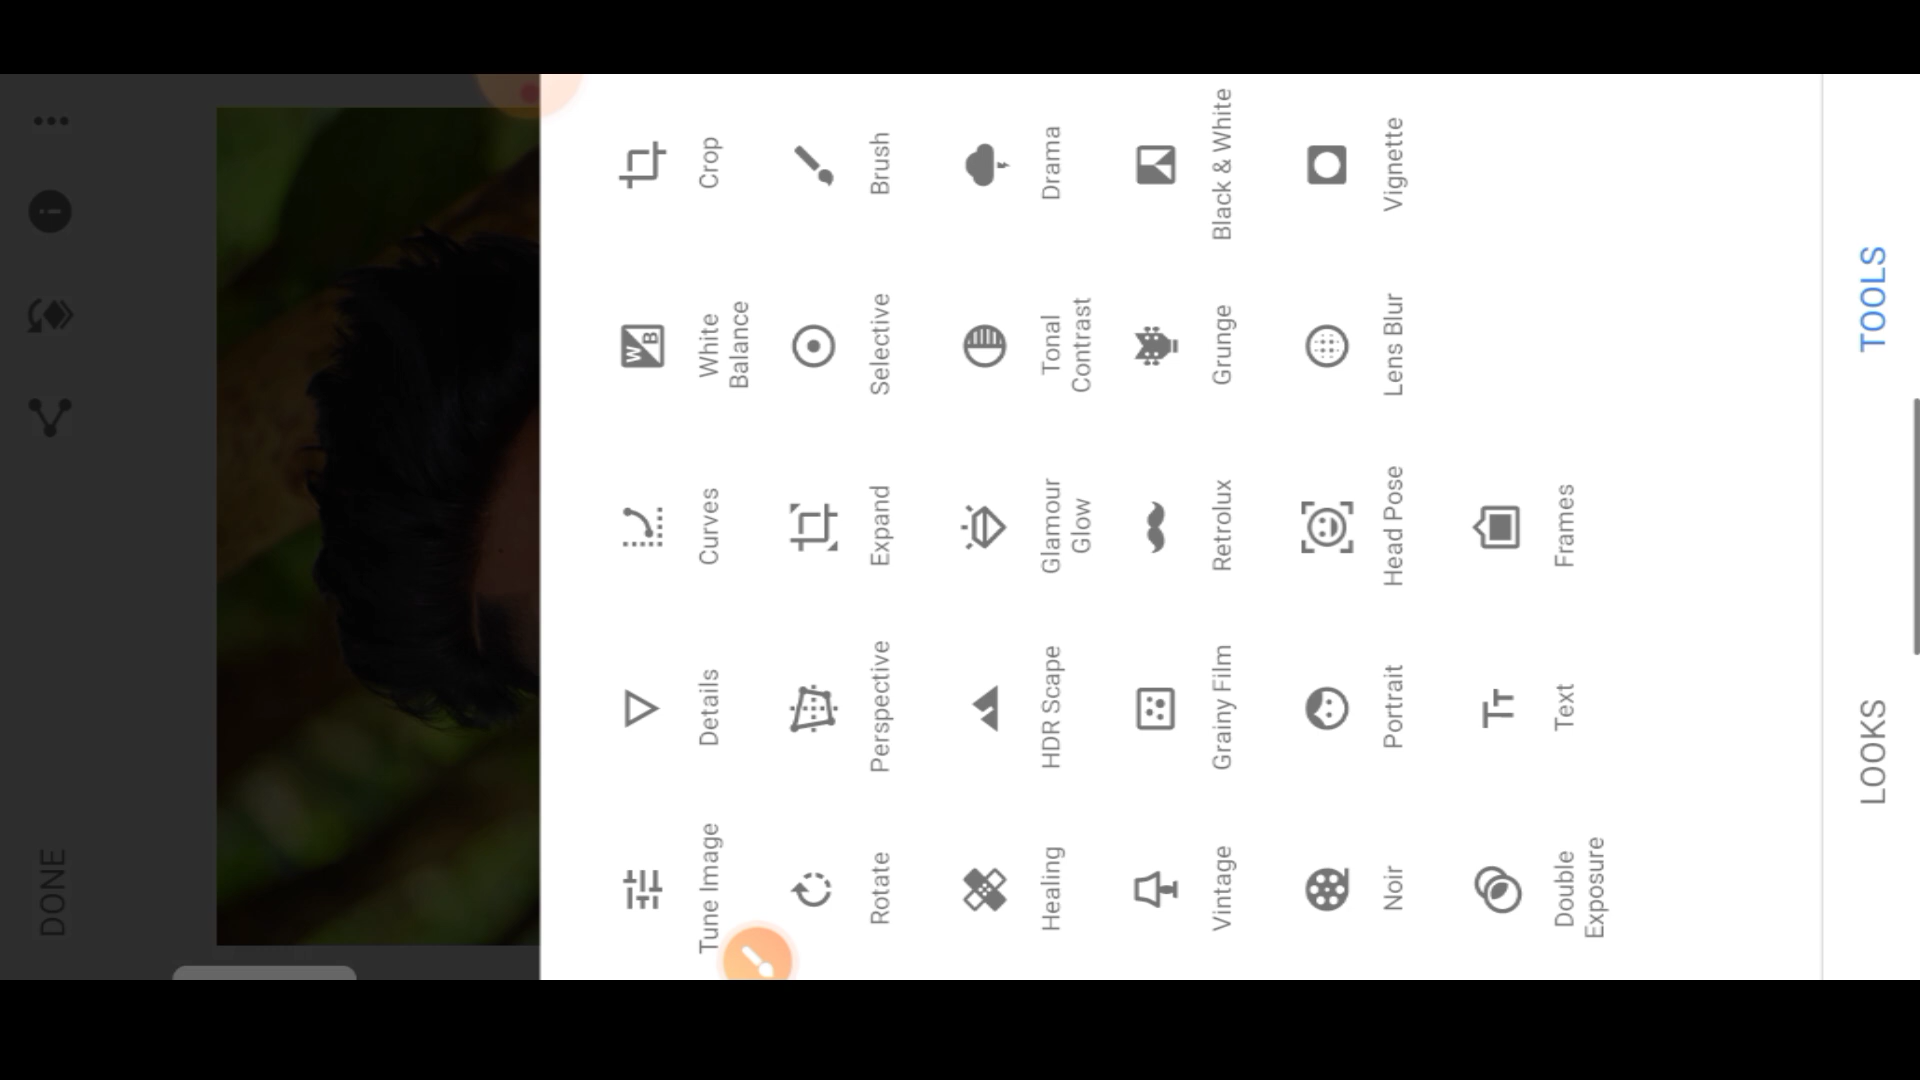 DONE
Tune Image
Details
Curves
White
Balance
Crop
Rotate
Perspective
Expand
Selective
Brush
Healing
HDR Scape
Glamour
Glow
Tonal
Contrast
Drama
Vintage
Grainy Film
Retrolux
Grunge
Black & White
Noir
Portrait
Head Pose
Lens Blur
Vignette
Double
Exposure
Text
Frames
LOOKS
TOOLS